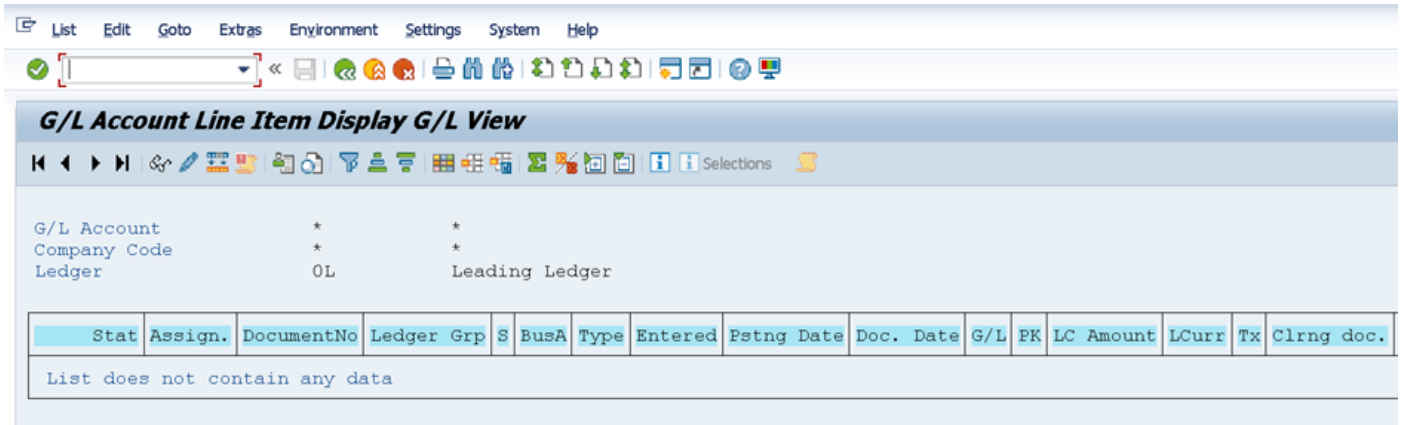 List Edit Goto Extras Environment Settings System Help
G/L Account Line Item Display G/L View
Selections
G/L Account * *
Company Code * *
Ledger 0L Leading Ledger
Stat Assign. DocumentNo Ledger Grp S BusA Type Entered Pstng Date Doc. Date G/L PK LC Amount LCurr Tx Clrng doc.
List does not contain any data